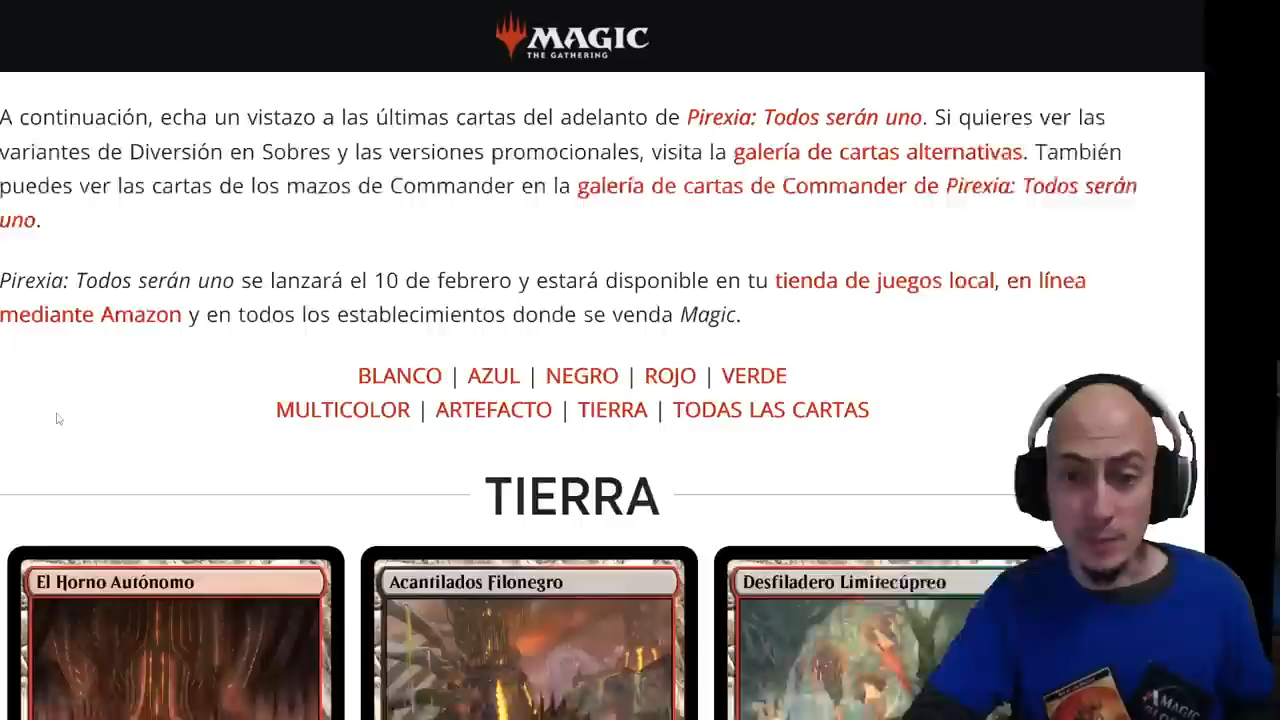 MAGIC
THE GATHERING
A continuación, echa un vistazo a las últimas cartas del adelanto de Pirexia: Todos serán uno. Si quieres ver las
variantes de Diversión en Sobres y las versiones promocionales, visita la galería de cartas alternativas. También
puedes ver las cartas de los mazos de Commander en la galería de cartas de Commander de Pirexia: Todos serán
uno.
Pirexia: Todos serán uno se lanzará el 10 de febrero y estará disponible en tu tienda de juegos local, en línea
mediante Amazon y en todos los establecimientos donde se venda Magic.
BLANCO | AZUL | NEGRO | ROJO | VERDE
MULTICOLOR | ARTEFACTO | TIERRA | TODAS LAS CARTAS
TIERRA
El Horno Autónomo
Acantilados Filonegro
Desfiladero Limitecúpreo
MAGIC